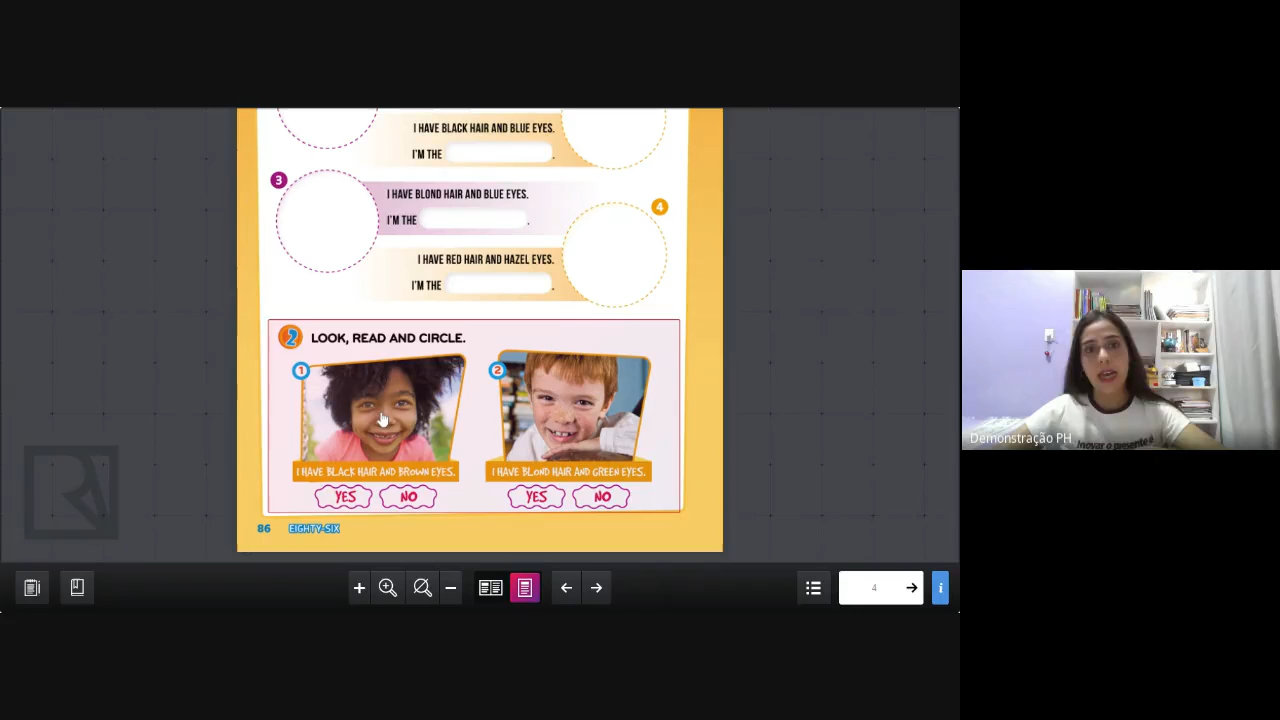 I HAVE BLACK HAIR AND BLUE EYES.
I'M THE .
3
I HAVE BLOND HAIR AND BLUE EYES.
I'M THE .
4
I HAVE RED HAIR AND HAZEL EYES.
I'M THE .
2 LOOK, READ AND CIRCLE.
1
I HAVE BLACK HAIR AND BROWN EYES.
YES NO
2
I HAVE BLOND HAIR AND GREEN EYES.
YES NO
86 EIGHTY-SIX
4
i
Demonstração PH
Inovar o presente é